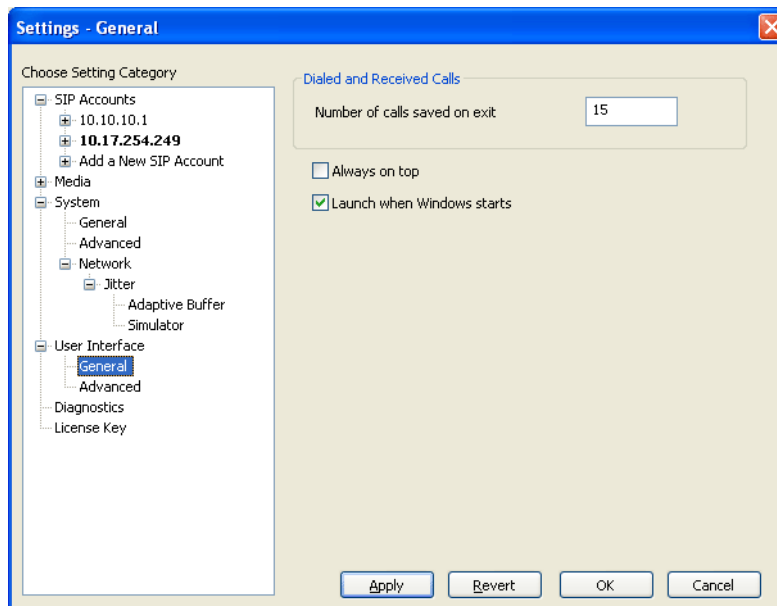 Settings - General
Choose Setting Category
SIP Accounts
10.10.10.1
10.17.254.249
Add a New SIP Account
Media
System
General
Advanced
Network
Jitter
Adaptive Buffer
Simulator
User Interface
General
Advanced
Diagnostics
License Key
Dialed and Received Calls
Number of calls saved on exit 15
Always on top
Launch when Windows starts
Apply Revert OK Cancel